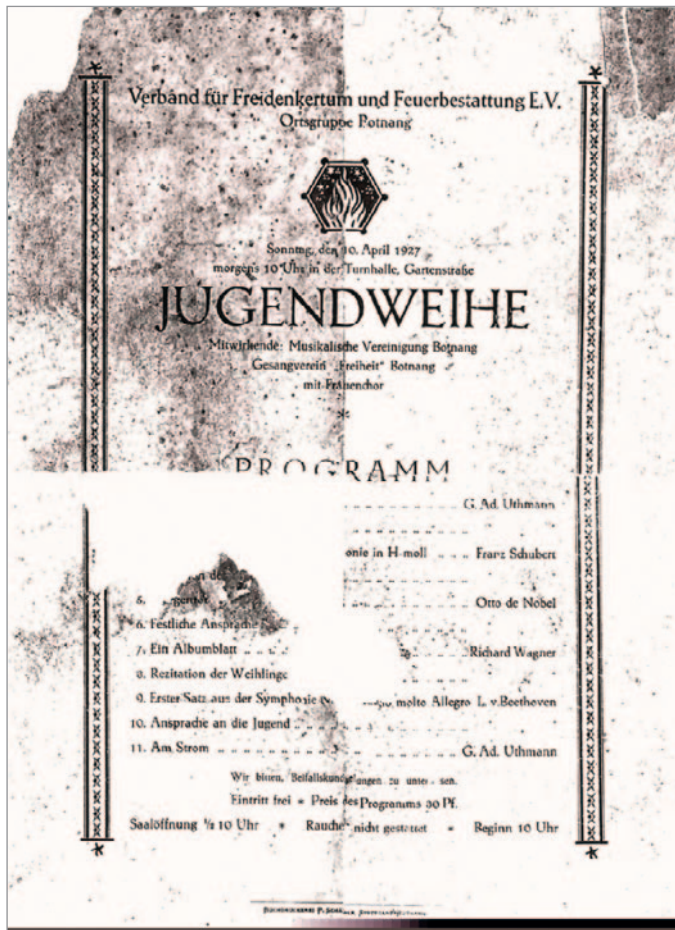 Verband für Freidenkertum und Feuerbestattung E.V.
Ortsgruppe Botnang
Sonntag, den 10. April 1927
morgens 10 Uhr in der Turnhalle, Gartenstraße
JUGENDWEIHE
Mitwirkende: Musikalische Vereinigung Botnang
Gesangverein „Freiheit" Botnang
mit Frauenchor
*
PROGRAMM
G. Ad. Uthmann
onie in H-moll .... Franz Schubert
5. Otto de Nobel
6. Festliche Ansprache
7. Ein Albumblatt .... Richard Wagner
8. Rezitation der Weihlinge
9. Erster Satz aus der Symphonie molto Allegro L. v. Beethoven
10. Ansprache an die Jugend
11. Am Strom .... G. Ad. Uthmann
Wir bitten, Beifallskundgebungen zu unter sen.
Eintritt frei * Preis des Programms 30 Pf.
Saalöffnung ½ 10 Uhr * Rauchen nicht gestattet * Beginn 10 Uhr